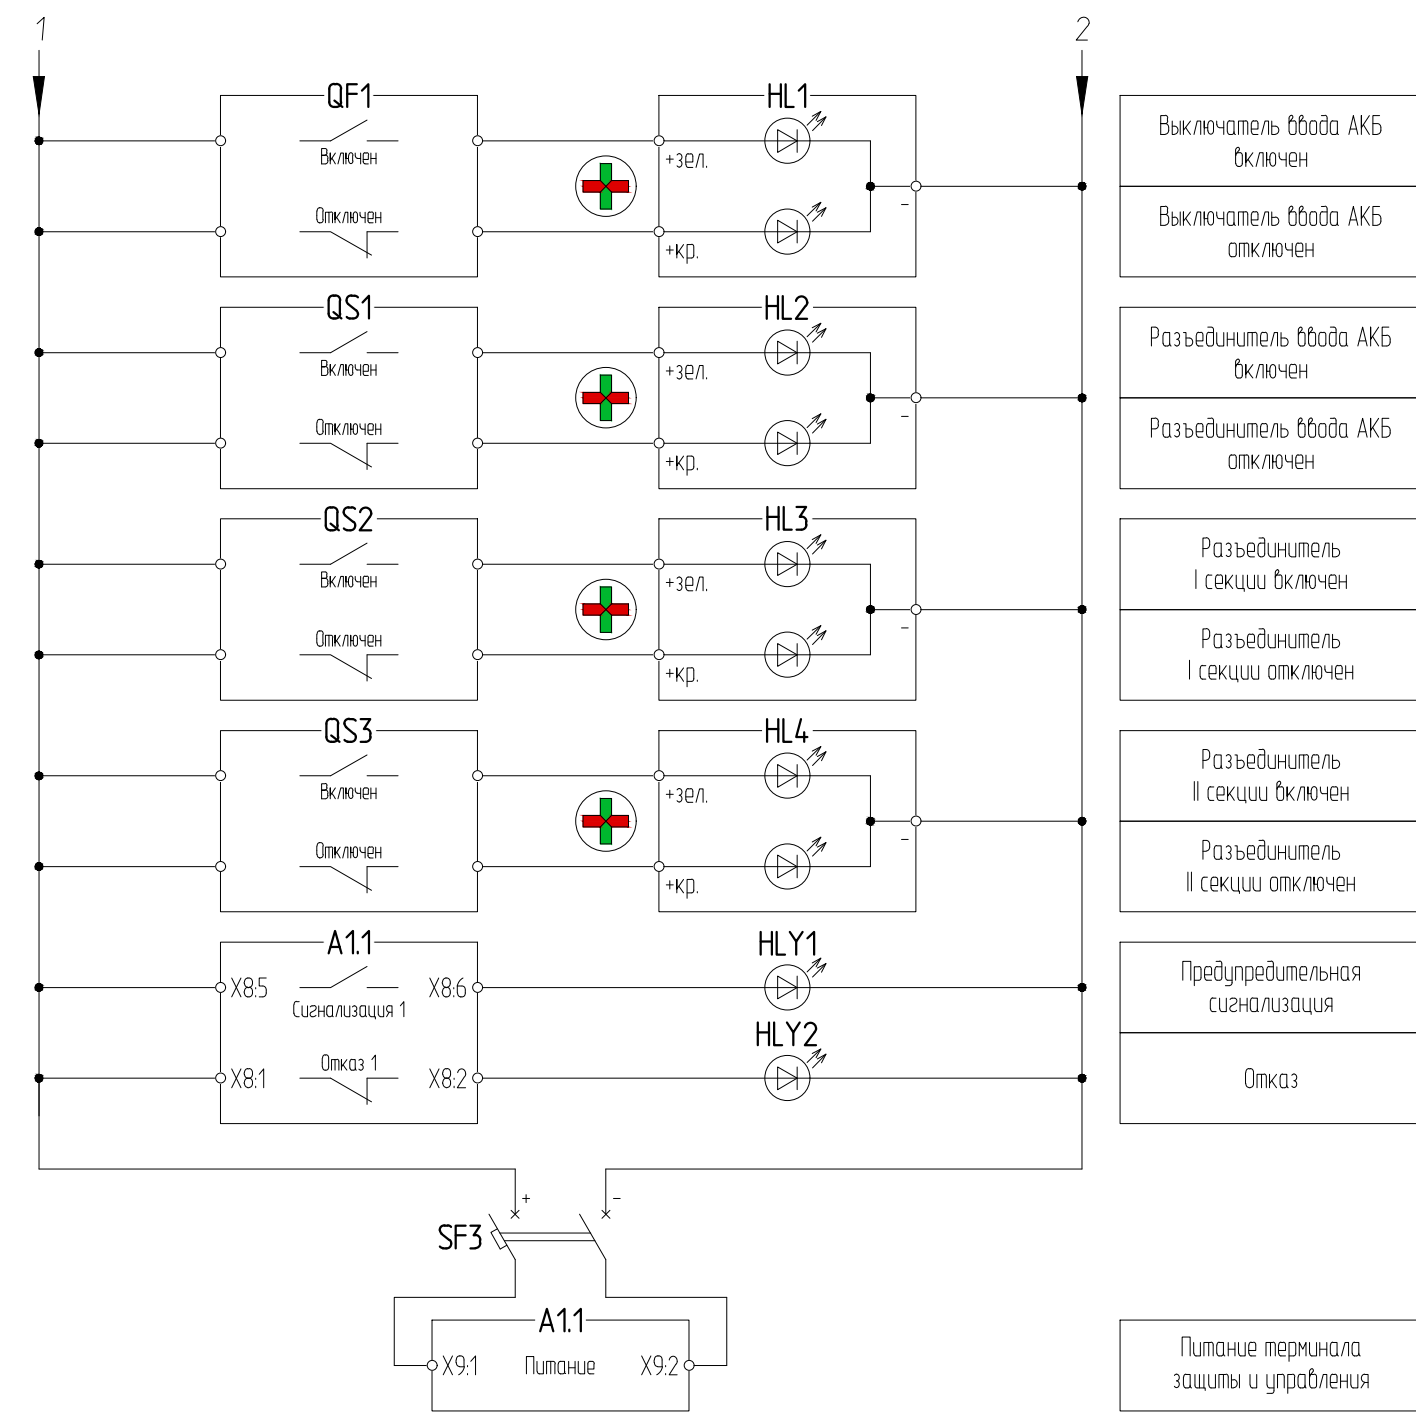 1
2
QF1
Включен
Отключен
HL1
+зел.
+кр.
-
Выключатель ввода АКБ
включен
Выключатель ввода АКБ
отключен
QS1
Включен
Отключен
HL2
+зел.
+кр.
-
Разъединитель ввода АКБ
включен
Разъединитель ввода АКБ
отключен
QS2
Включен
Отключен
HL3
+зел.
+кр.
-
Разъединитель
I секции включен
Разъединитель
I секции отключен
QS3
Включен
Отключен
HL4
+зел.
+кр.
-
Разъединитель
II секции включен
Разъединитель
II секции отключен
A1.1
X8:5
X8:6
Сигнализация 1
Отказ 1
X8:1
X8:2
HLY1
HLY2
Предупредительная
сигнализация
Отказ
+
-
SF3
A1.1
X9:1
Питание
X9:2
Питание терминала
защиты и управления